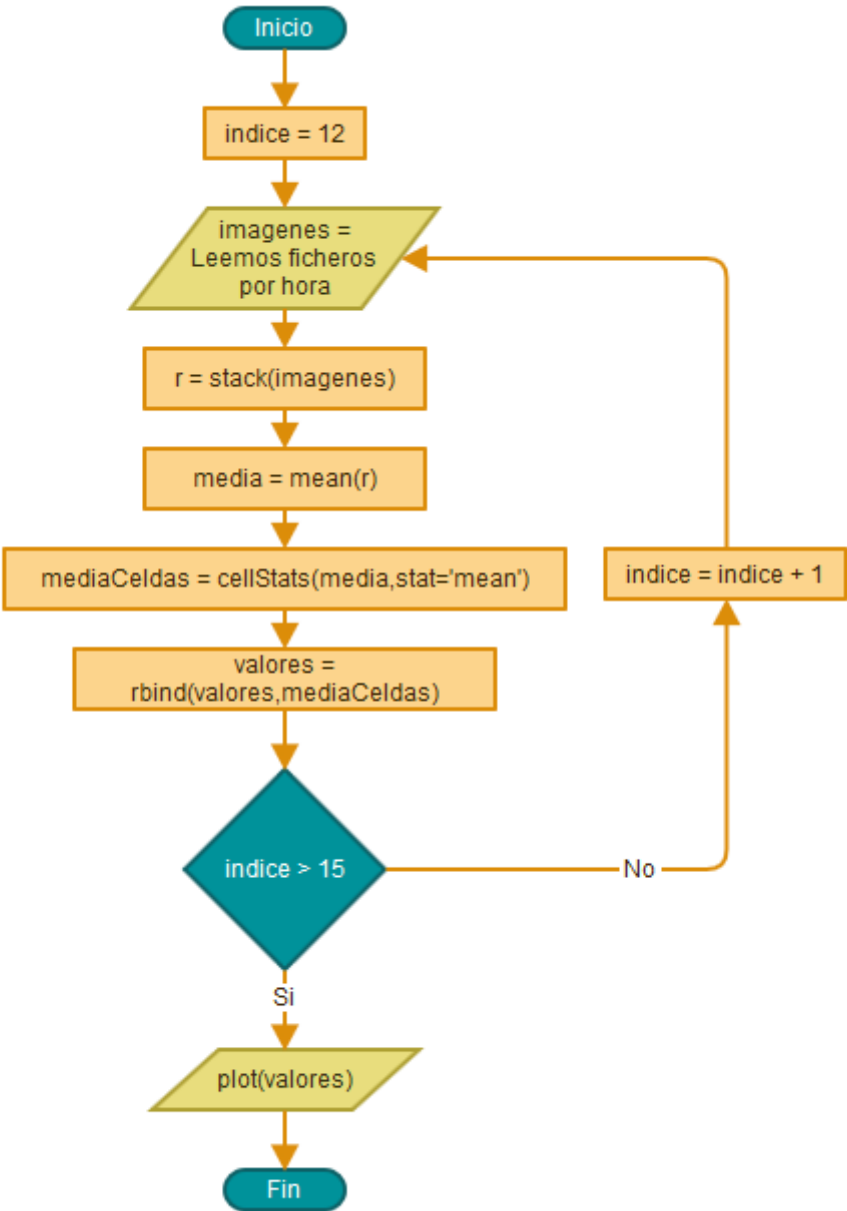 Inicio
indice = 12
imagenes =
Leemos ficheros
por hora
r = stack(imagenes)
media = mean(r)
mediaCeldas = cellStats(media,stat='mean')
indice = indice + 1
valores =
rbind(valores,mediaCeldas)
indice > 15
No
Si
plot(valores)
Fin